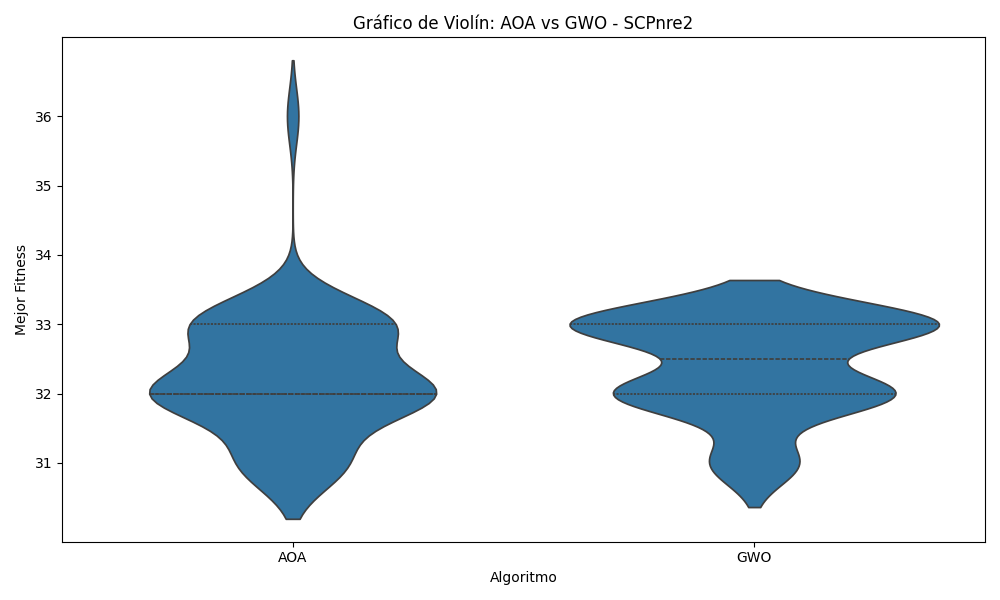 Gráfico de Violín: AOA vs GWO - SCPnre2
Mejor Fitness
36
35
34
33
32
31
AOA
GWO
Algoritmo